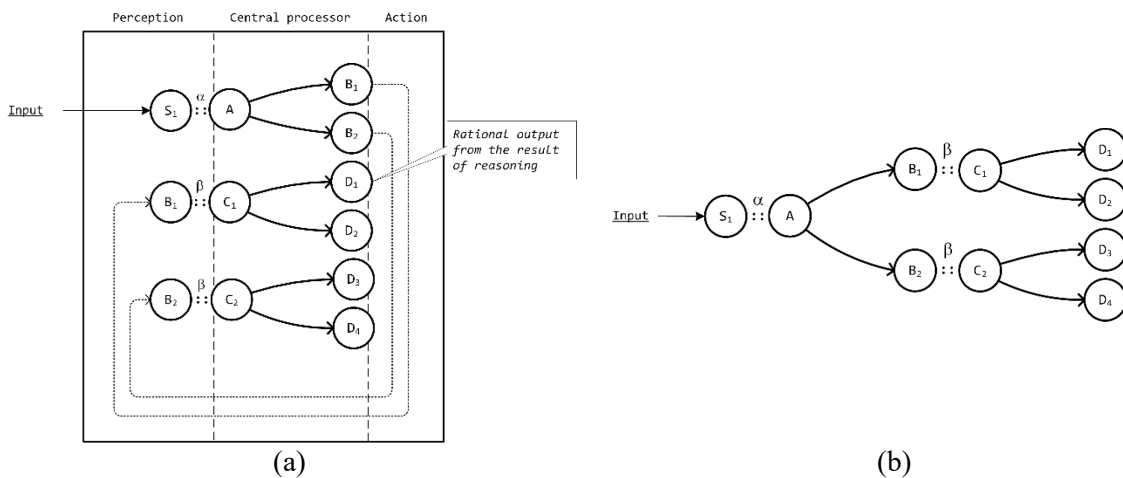 Perception Central processor Action
Input
S₁ α :: A
B₁
B₂
Rational output
from the result
of reasoning
B₁ β :: C₁
D₁
D₂
B₂ β :: C₂
D₃
D₄
(a)
Input
S₁ α :: A
B₁ β :: C₁
D₁
D₂
B₂ β :: C₂
D₃
D₄
(b)